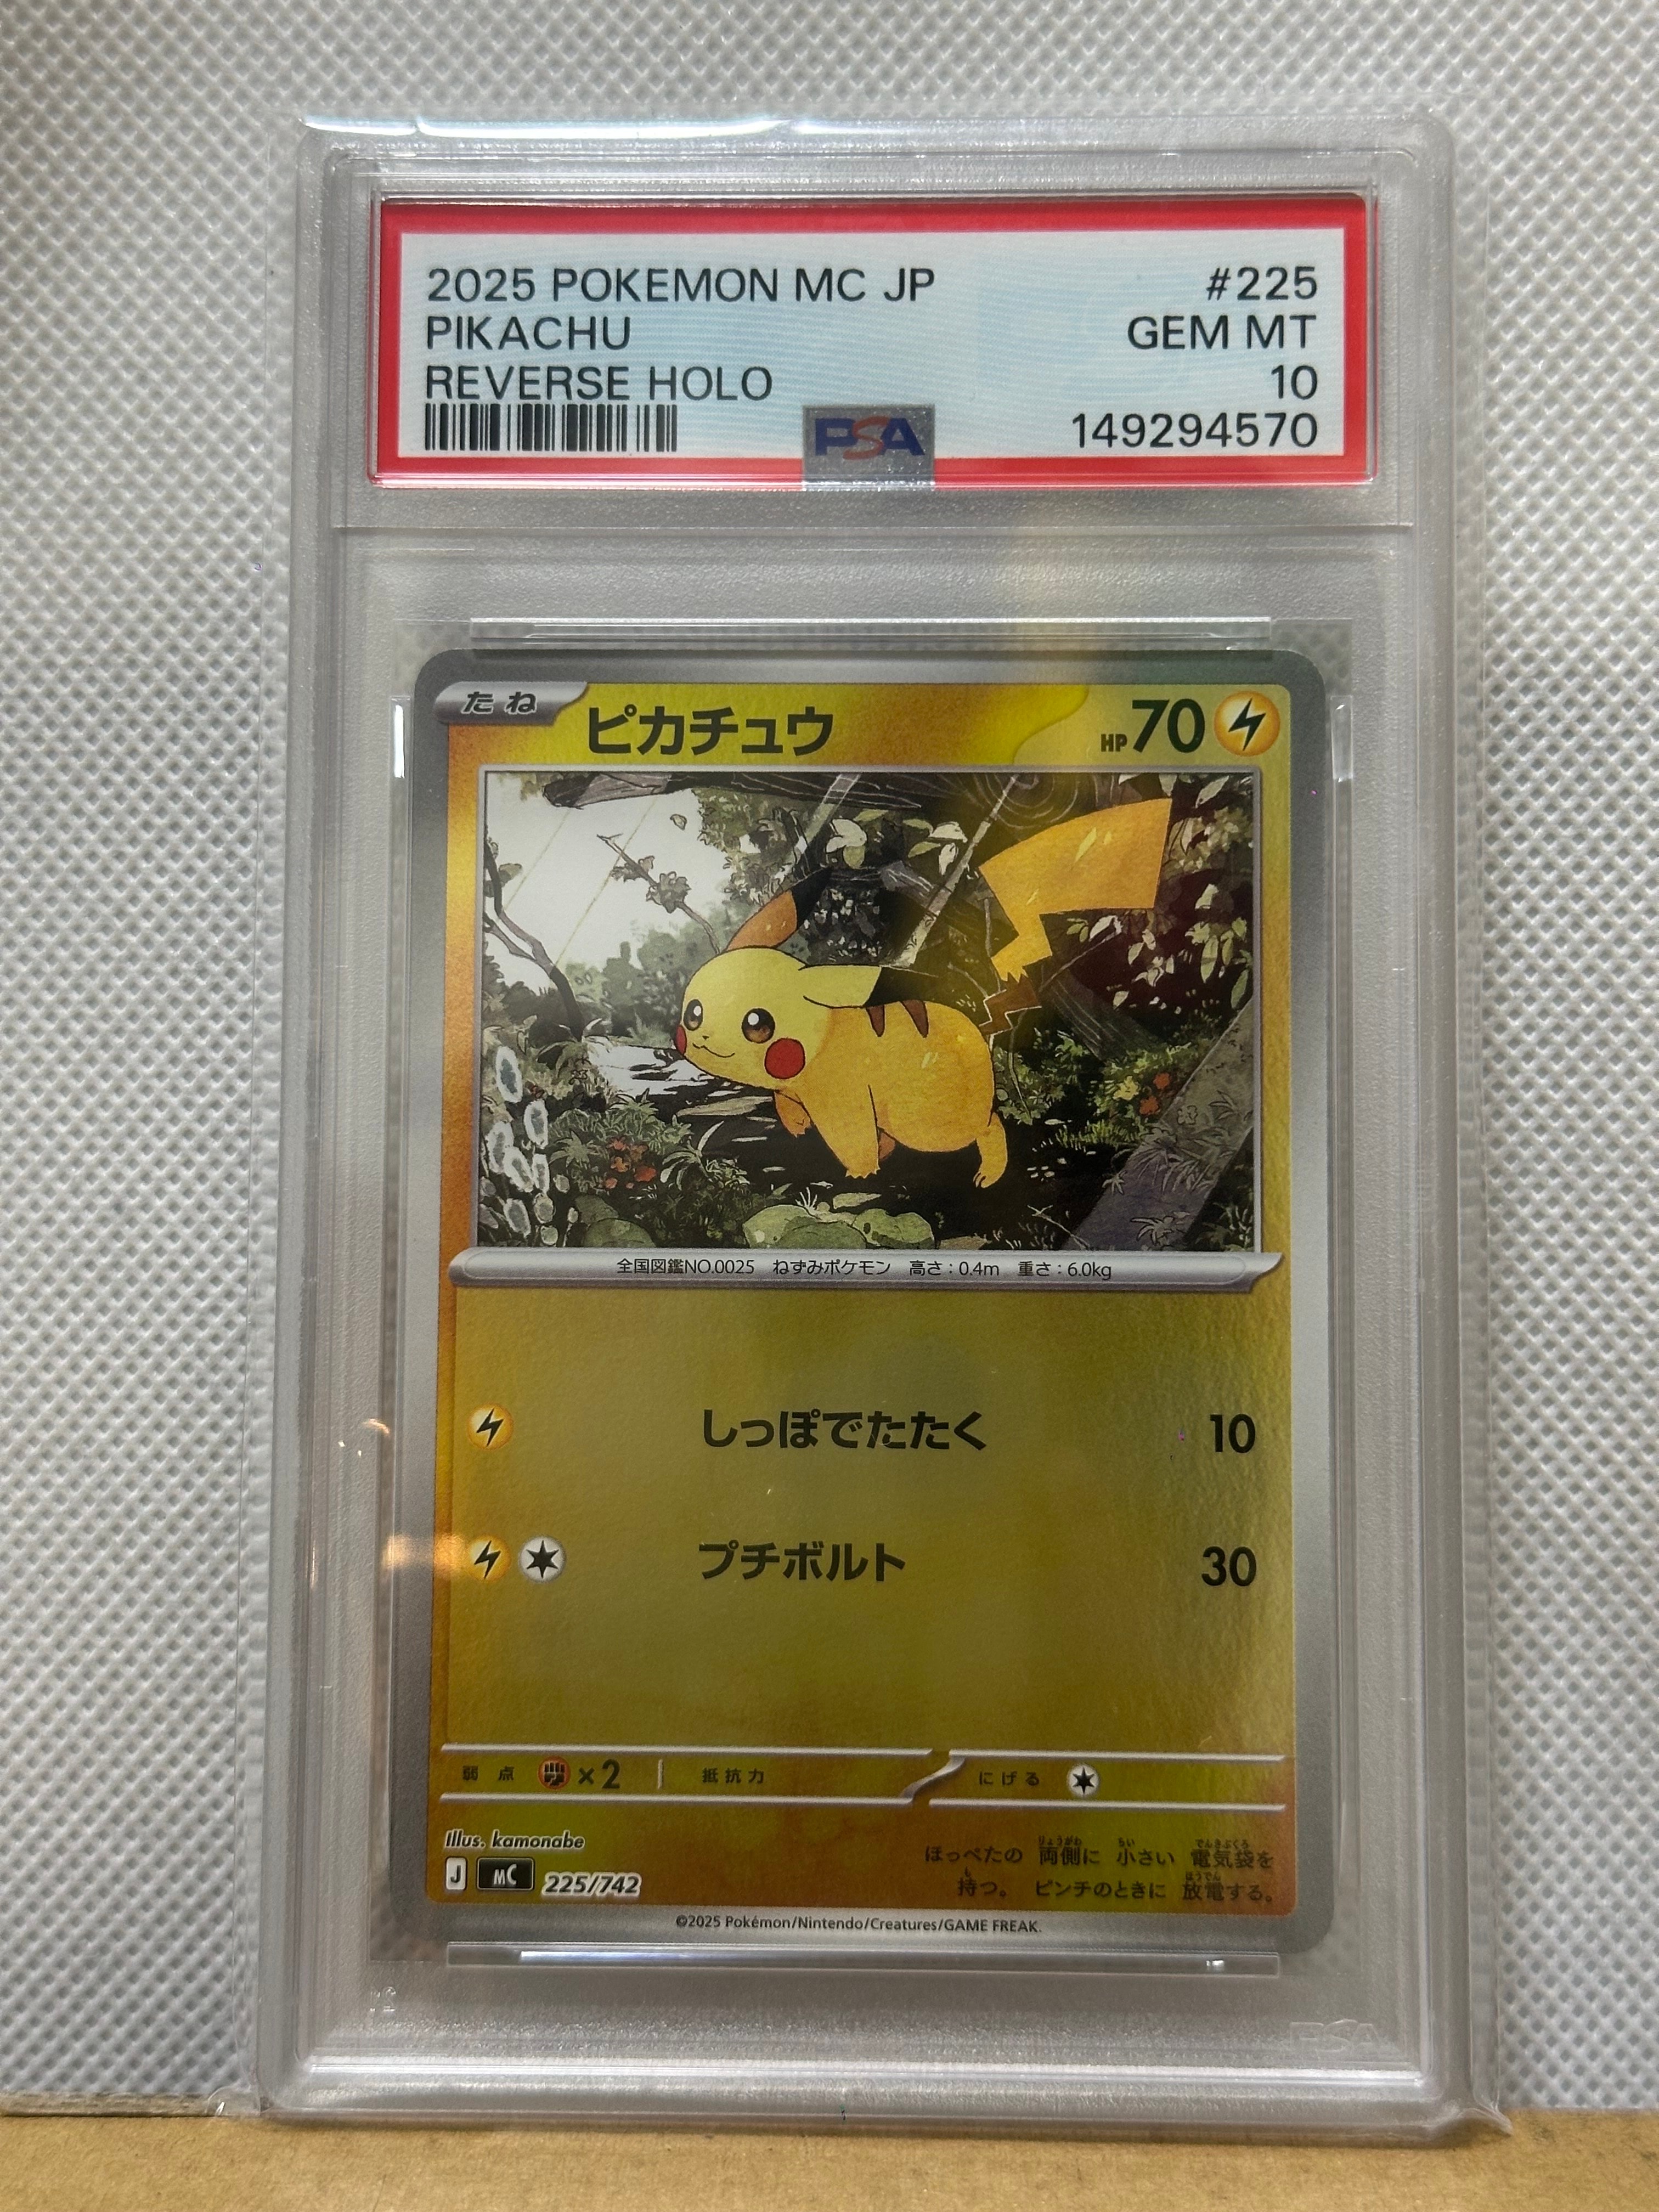 2025 POKEMON MC JP #225
PIKACHU GEM MT
REVERSE HOLO 10
PSA 149294570
たね ピカチュウ HP70
全国図鑑NO.0025 ねずみポケモン 高さ:0.4m 重さ:6.0kg
しっぽでたたく 10
プチボルト 30
弱点 ×2 抵抗力 にげる
Illus. kamonabe
J MC 225/742
ほっぺたの 両側に 小さい 電気袋を
持つ。 ピンチのときに 放電する。
©2025 Pokémon/Nintendo/Creatures/GAME FREAK.
PSA